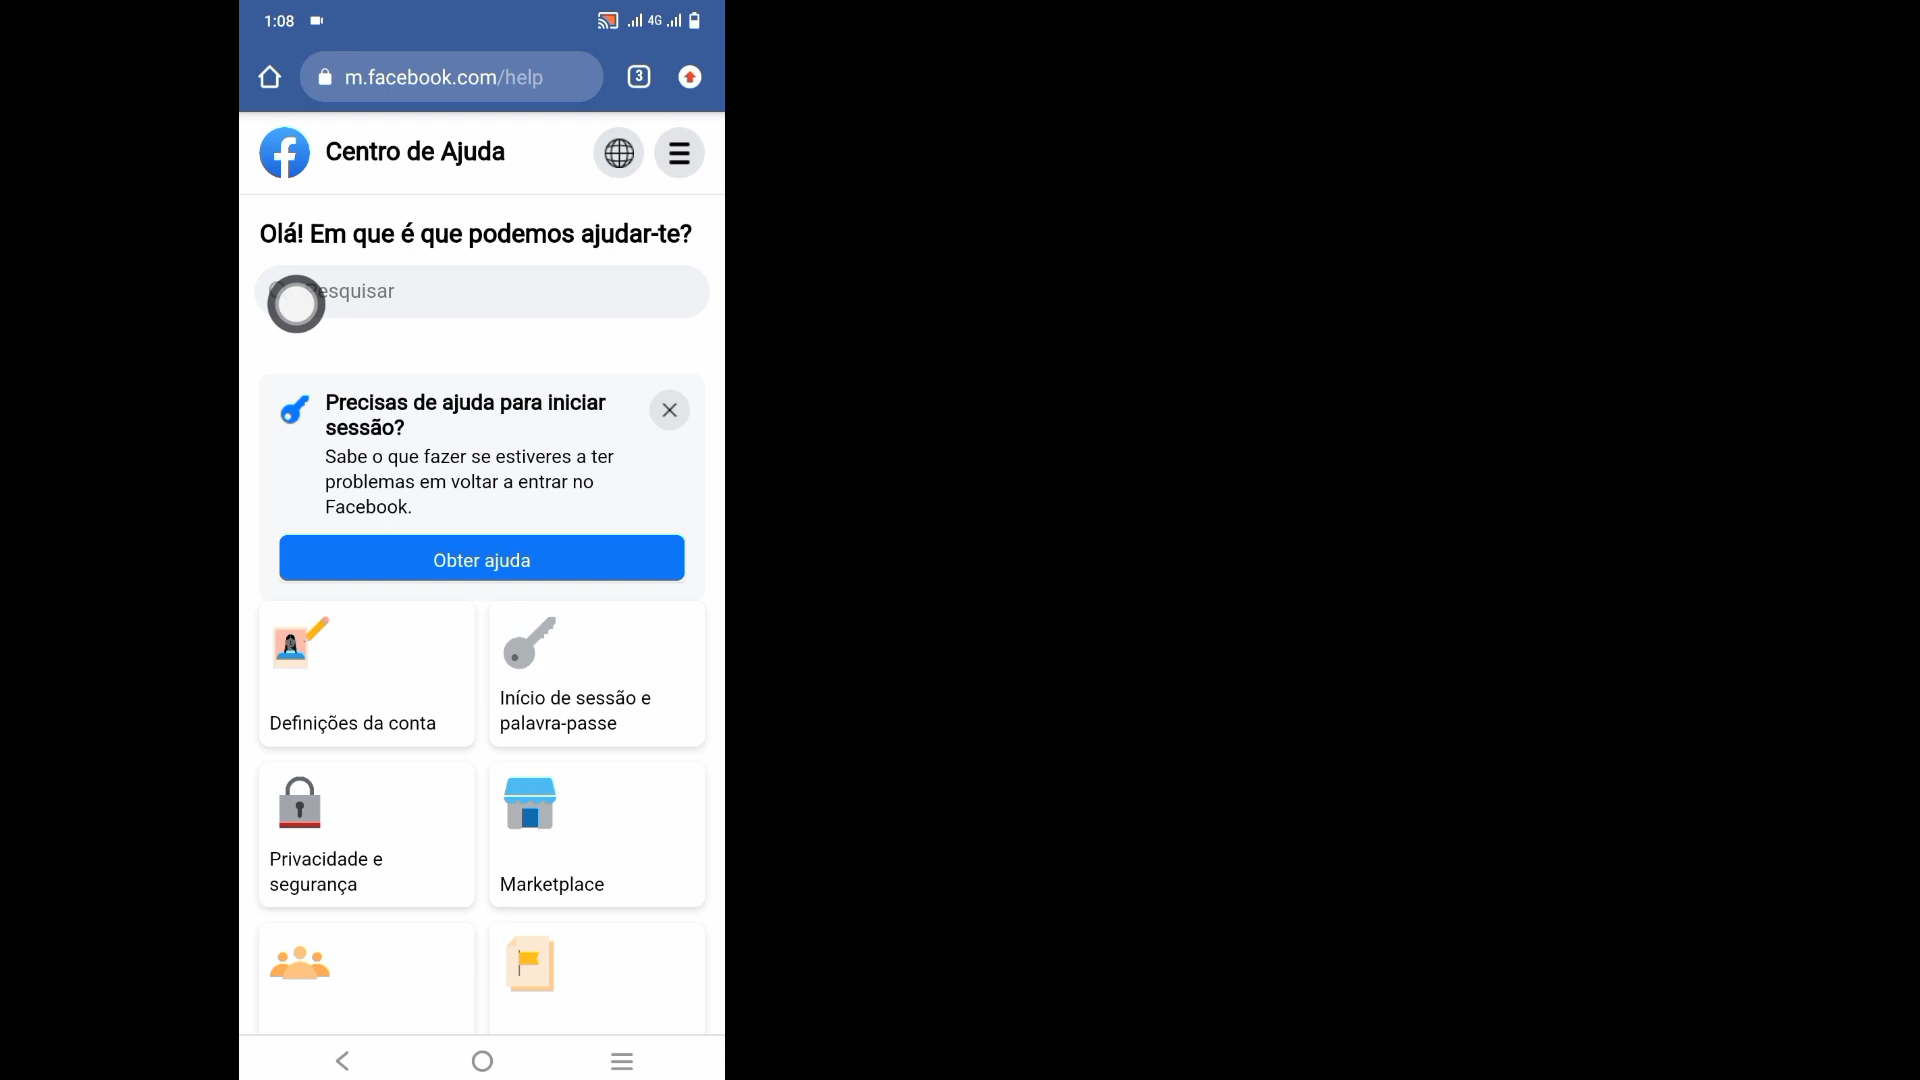 1:08
4G
m.facebook.com/help
3
Centro de Ajuda
Olá! Em que é que podemos ajudar-te?
Pesquisar
Precisas de ajuda para iniciar
sessão?
Sabe o que fazer se estiveres a ter
problemas em voltar a entrar no
Facebook.
Obter ajuda
Definições da conta
Início de sessão e
palavra-passe
Privacidade e
segurança
Marketplace